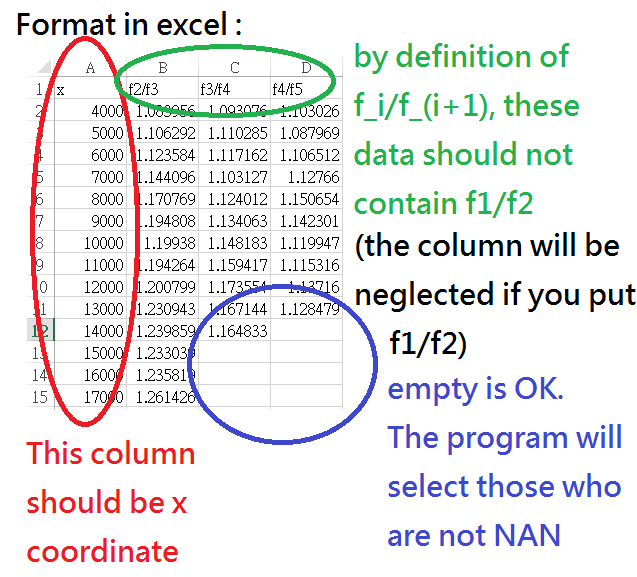 Format in excel :
A B C D
1 x f2/f3 f3/f4 f4/f5
2 4000 1.093076 1.103026
5000 1.106292 1.110285 1.087969
4 6000 1.123584 1.117162 1.106512
5 7000 1.144096 1.103127 1.12766
6 8000 1.170769 1.124012 1.150654
7 9000 1.194808 1.134063 1.142301
8 10000 1.19938 1.148183 1.119947
9 11000 1.194264 1.159417 1.115316
10 12000 1.200799 1.173554 1.13716
11 13000 1.230943 1.167144 1.128479
12 14000 1.239859 1.164833
13 15000 1.233039
14 16000 1.235819
15 17000 1.261426
by definition of
f_i/f_(i+1), these
data should not
contain f1/f2
(the column will be
neglected if you put
f1/f2)
empty is OK.
The program will
select those who
are not NAN
This column
should be x
coordinate